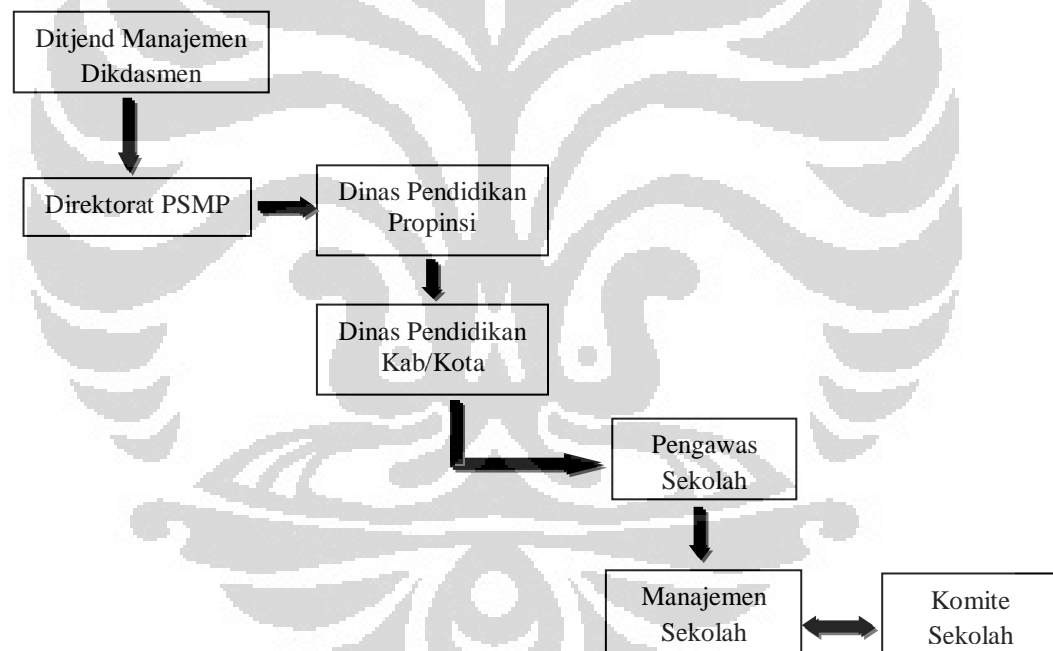 Ditjend Manajemen
Dikdasmen
Direktorat PSMP
Dinas Pendidikan
Propinsi
Dinas Pendidikan
Kab/Kota
Pengawas
Sekolah
Manajemen
Sekolah
Komite
Sekolah